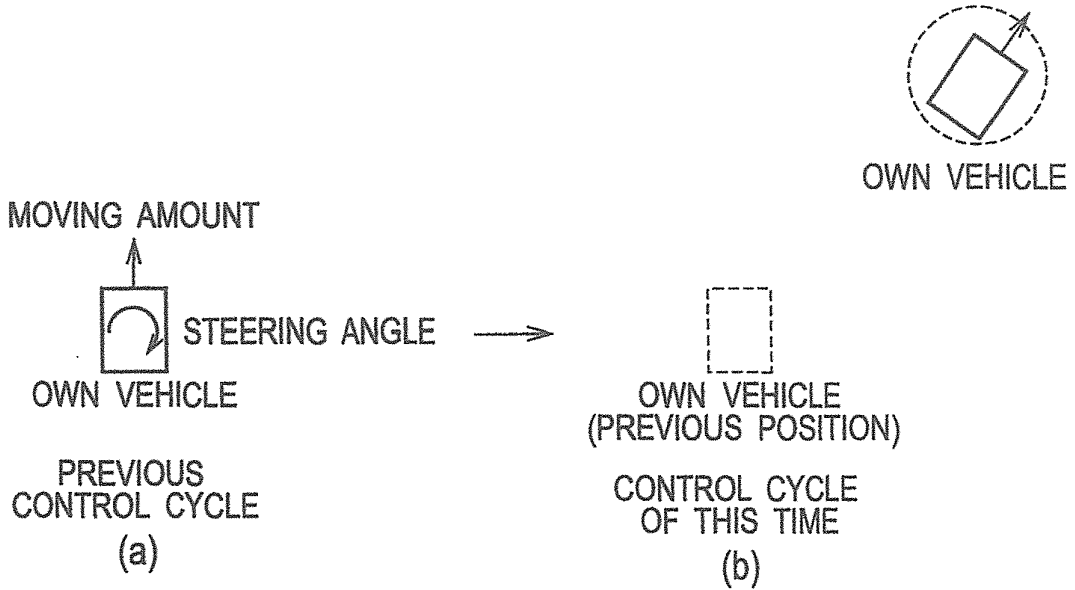 OWN VEHICLE
MOVING AMOUNT
STEERING ANGLE
OWN VEHICLE
PREVIOUS
CONTROL CYCLE
(a)
OWN VEHICLE
(PREVIOUS POSITION)
CONTROL CYCLE
OF THIS TIME
(b)